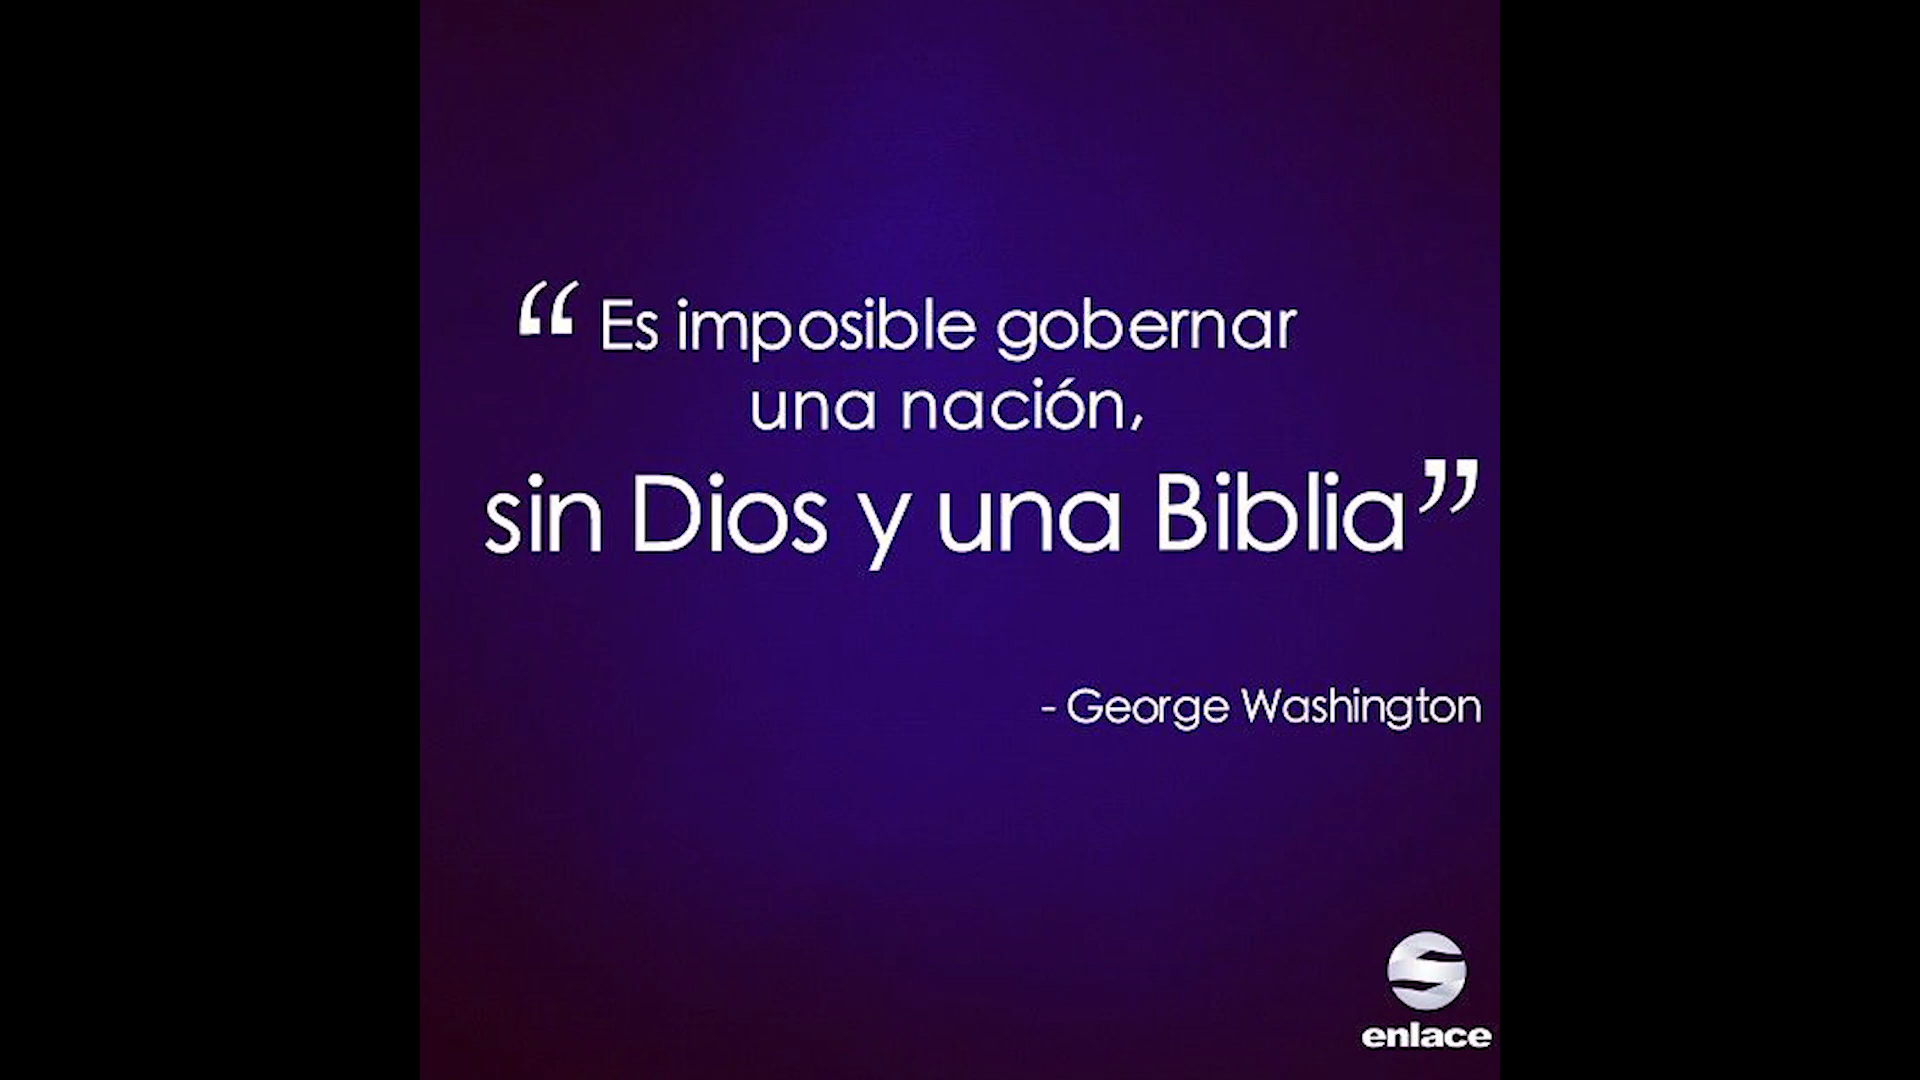 “ Es imposible gobernar
una nación,
sin Dios y una Biblia”
- George Washington
enlace